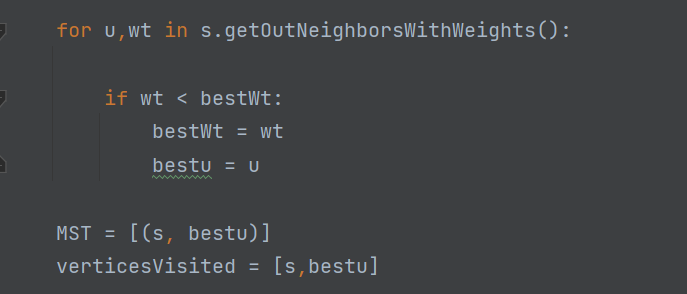 for u,wt in s.getOutNeighborsWithWeights():
if wt < bestWt:
bestWt = wt
bestu = u
MST = [(s, bestu)]
verticesVisited = [s,bestu]